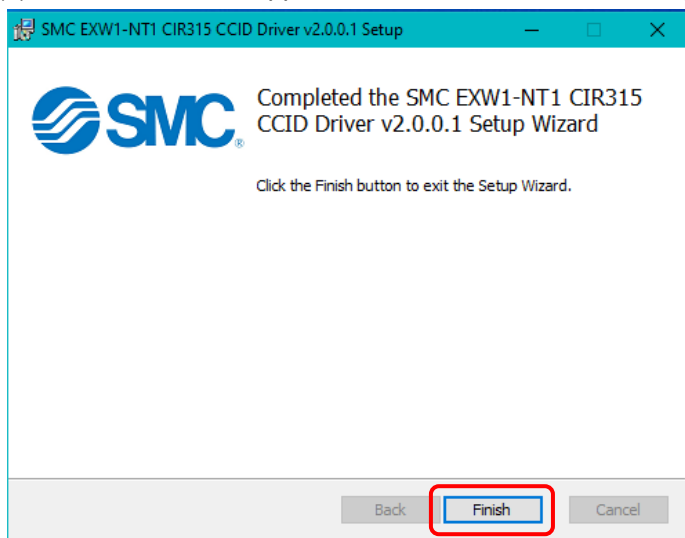 SMC EXW1-NT1 CIR315 CCID Driver v2.0.0.1 Setup
SMC®
Completed the SMC EXW1-NT1 CIR315
CCID Driver v2.0.0.1 Setup Wizard
Click the Finish button to exit the Setup Wizard.
Back
Finish
Cancel